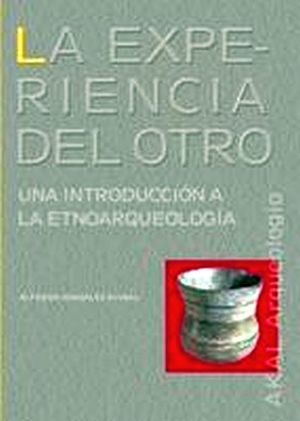 LA EXPE-
RIENCIA
DEL OTRO
UNA INTRODUCCIÓN A
LA ETNOARQUEOLOGÍA
ALFREDO GONZÁLEZ RUIBAL
AKAL Arqueología